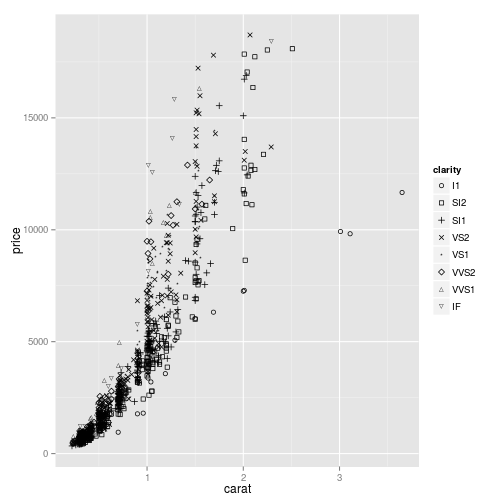 15000
10000
5000
0
price
1
2
3
carat
clarity
I1
SI2
SI1
VS2
VS1
VVS2
VVS1
IF